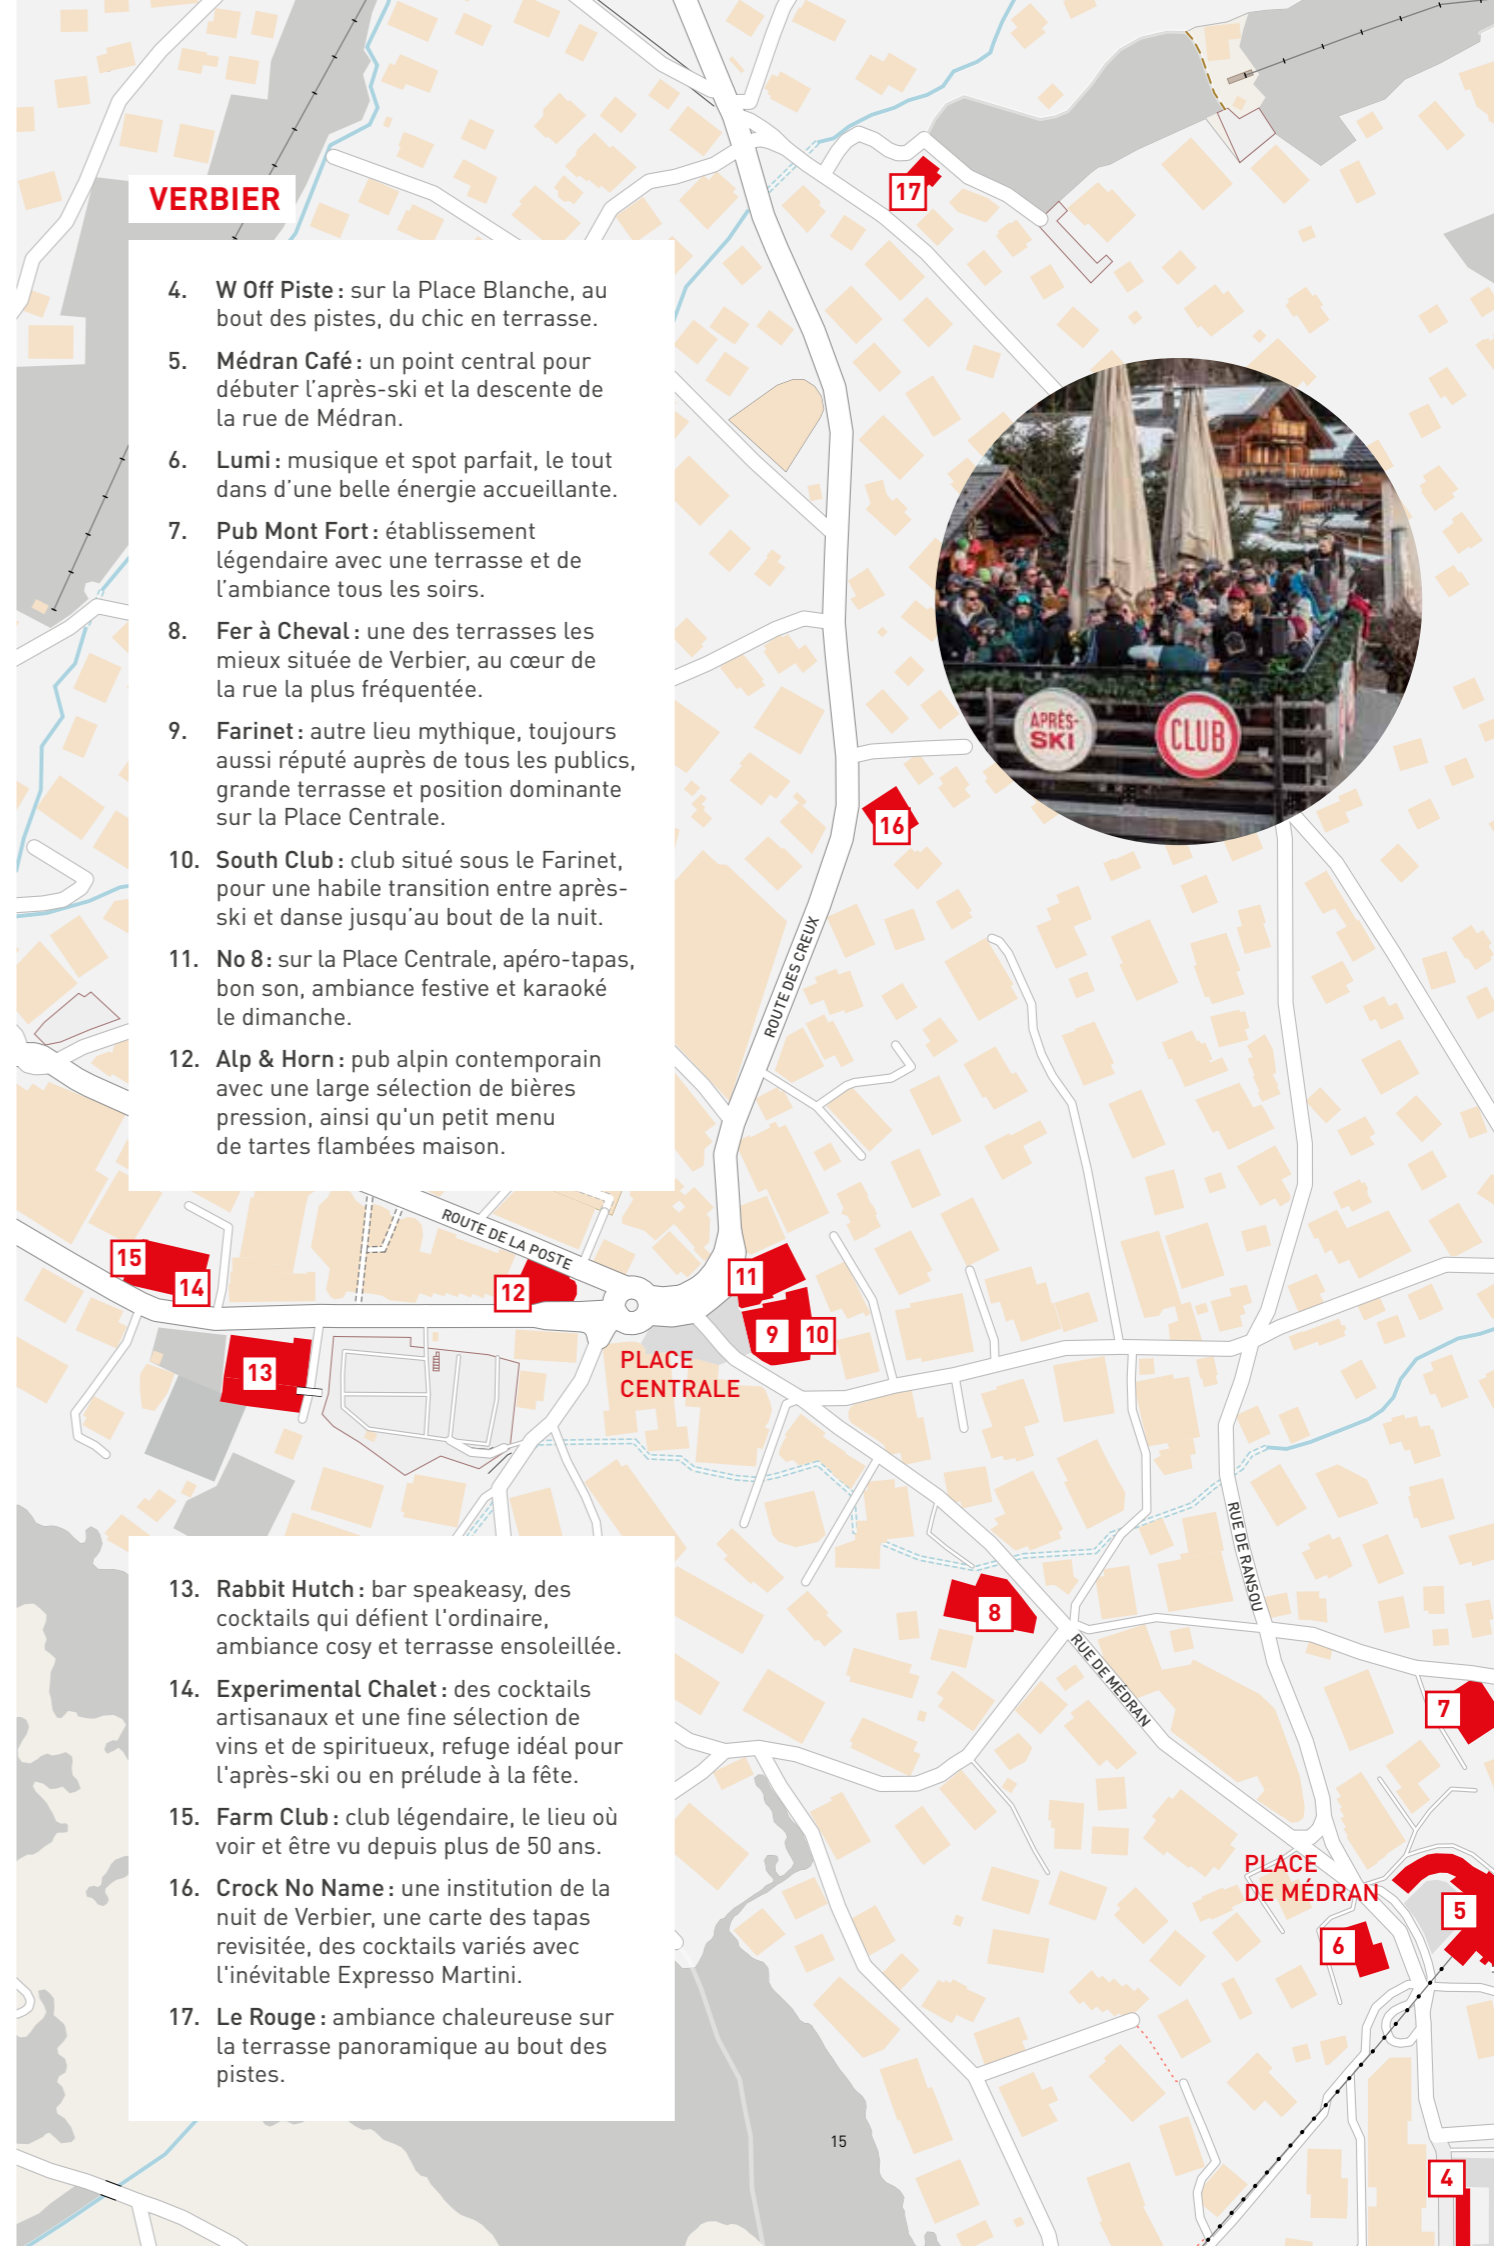 VERBIER
4. W Off Piste : sur la Place Blanche, au
bout des pistes, du chic en terrasse.
5. Médran Café : un point central pour
débuter l’après-ski et la descente de
la rue de Médran.
6. Lumi : musique et spot parfait, le tout
dans d'une belle énergie accueillante.
7. Pub Mont Fort : établissement
légendaire avec une terrasse et de
l’ambiance tous les soirs.
8. Fer à Cheval : une des terrasses les
mieux située de Verbier, au cœur de
la rue la plus fréquentée.
9. Farinet : autre lieu mythique, toujours
aussi réputé auprès de tous les publics,
grande terrasse et position dominante
sur la Place Centrale.
10. South Club : club situé sous le Farinet,
pour une habile transition entre après-
ski et danse jusqu'au bout de la nuit.
11. No 8 : sur la Place Centrale, apéro-tapas,
bon son, ambiance festive et karaoké
le dimanche.
12. Alp & Horn : pub alpin contemporain
avec une large sélection de bières
pression, ainsi qu'un petit menu
de tartes flambées maison.
13. Rabbit Hutch : bar speakeasy, des
cocktails qui défient l'ordinaire,
ambiance cosy et terrasse ensoleillée.
14. Experimental Chalet : des cocktails
artisanaux et une fine sélection de
vins et de spiritueux, refuge idéal pour
l'après-ski ou en prélude à la fête.
15. Farm Club : club légendaire, le lieu où
voir et être vu depuis plus de 50 ans.
16. Crock No Name : une institution de la
nuit de Verbier, une carte des tapas
revisitée, des cocktails variés avec
l'inévitable Expresso Martini.
17. Le Rouge : ambiance chaleureuse sur
la terrasse panoramique au bout des
pistes.
17
APRÈS-
SKI
CLUB
16
ROUTE DES CREUX
ROUTE DE LA POSTE
15
14
12
11
9
10
13
PLACE
CENTRALE
RUE DE RANSOU
8
RUE DE MÉDRAN
7
PLACE
DE MÉDRAN
5
6
4
15